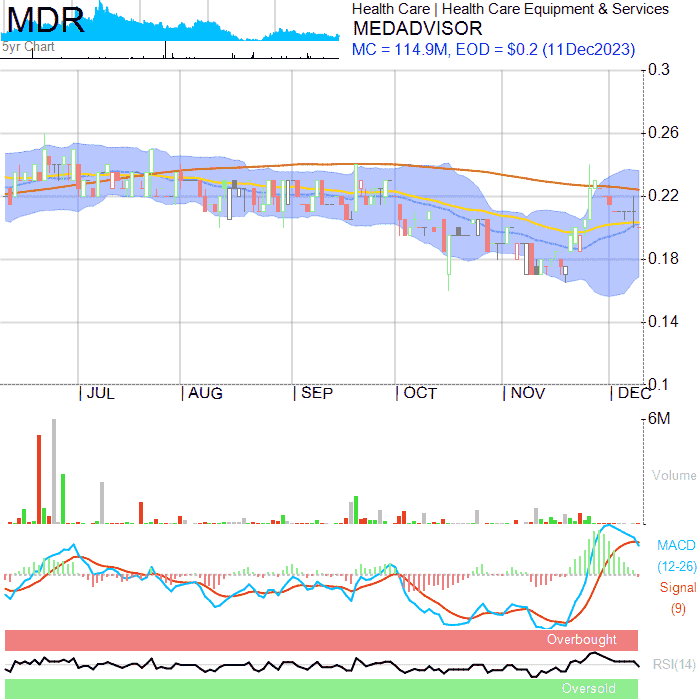 MDR
Health Care | Health Care Equipment & Services
MEDADVISOR
MC = 114.9M, EOD = $0.2 (11Dec2023)
5yr Chart
0.3
0.26
0.22
0.18
0.14
0.1
| JUL
| AUG
| SEP
| OCT
| NOV
| DEC
6M
Volume
MACD
(12-26)
Signal
(9)
Overbought
RSI(14)
Oversold